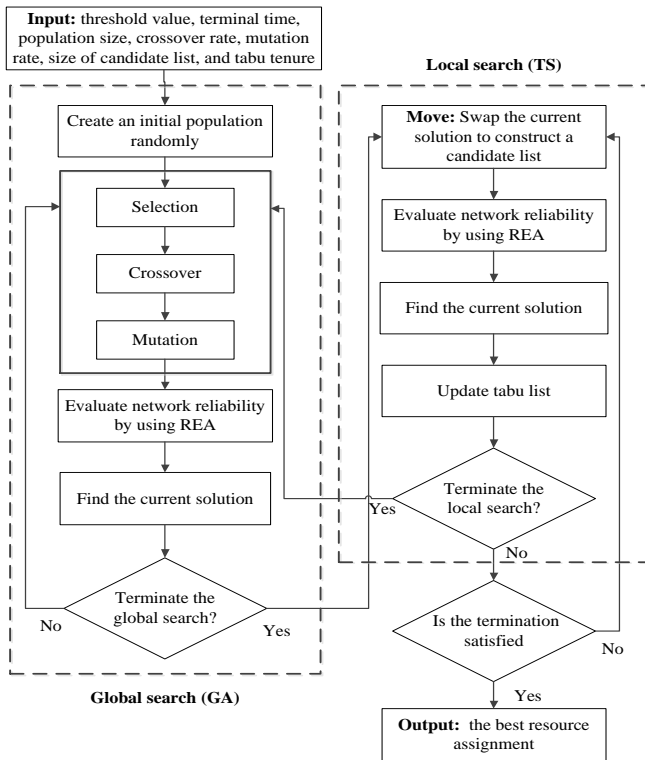 Input: threshold value, terminal time,
population size, crossover rate, mutation
rate, size of candidate list, and tabu tenure
Create an initial population
randomly
Selection
Crossover
Mutation
Evaluate network reliability
by using REA
Find the current solution
Terminate the
global search?
No
Yes
Global search (GA)
Local search (TS)
Move: Swap the current
solution to construct a
candidate list
Evaluate network reliability
by using REA
Find the current solution
Update tabu list
Terminate the
local search?
Yes
No
Is the termination
satisfied
No
Yes
Output: the best resource
assignment